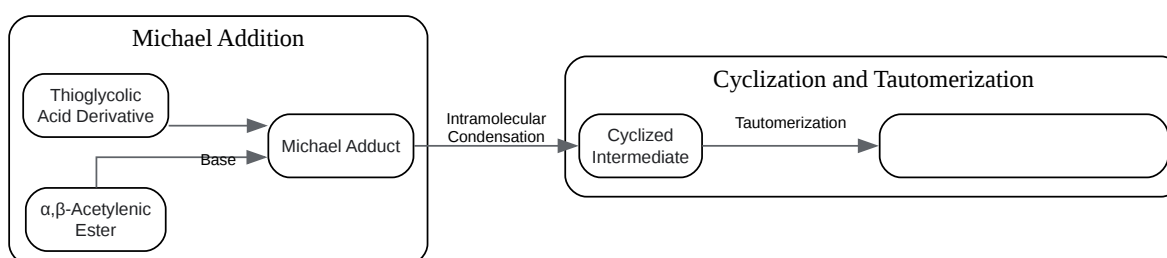 Michael Addition
Thioglycolic
Acid Derivative
α,β-Acetylenic
Ester
Base
Michael Adduct
Intramolecular
Condensation
Cyclization and Tautomerization
Cyclized
Intermediate
Tautomerization